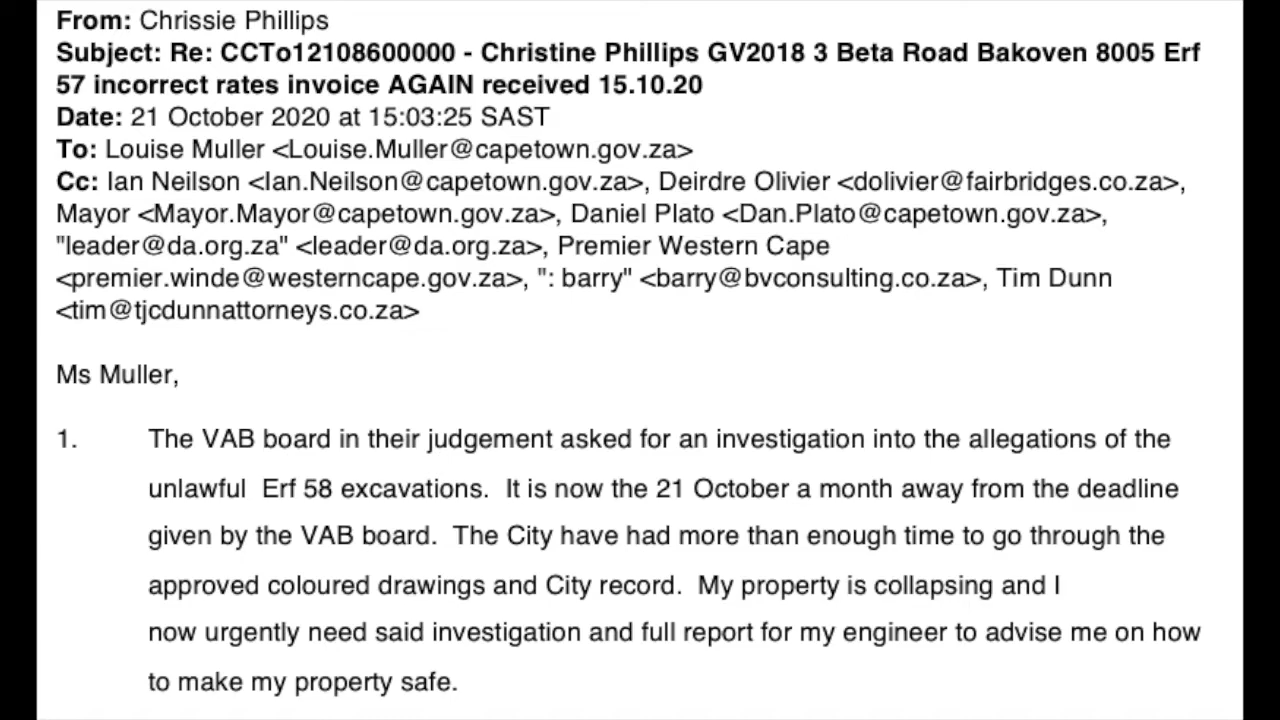 From: Chrissie Phillips
Subject: Re: CCTo12108600000 - Christine Phillips GV2018 3 Beta Road Bakoven 8005 Erf
57 incorrect rates invoice AGAIN received 15.10.20
Date: 21 October 2020 at 15:03:25 SAST
To: Louise Muller <Louise.Muller@capetown.gov.za>
Cc: Ian Neilson <Ian.Neilson@capetown.gov.za>, Deirdre Olivier <dolivier@fairbridges.co.za>,
Mayor <Mayor.Mayor@capetown.gov.za>, Daniel Plato <Dan.Plato@capetown.gov.za>,
"leader@da.org.za" <leader@da.org.za>, Premier Western Cape
<premier.winde@westerncape.gov.za>, ": barry" <barry@bvconsulting.co.za>, Tim Dunn
<tim@tjcdunnattorneys.co.za>
Ms Muller,
1. The VAB board in their judgement asked for an investigation into the allegations of the
unlawful  Erf 58 excavations.  It is now the 21 October a month away from the deadline
given by the VAB board.  The City have had more than enough time to go through the
approved coloured drawings and City record.  My property is collapsing and I
now urgently need said investigation and full report for my engineer to advise me on how
to make my property safe.